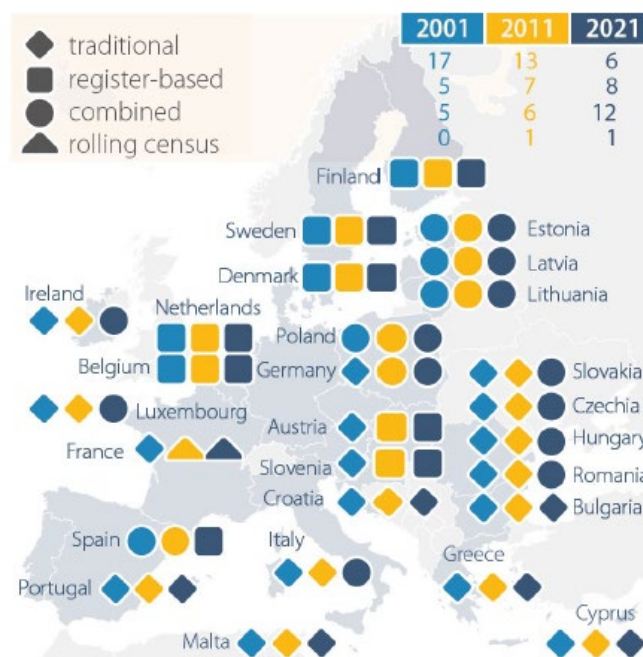 2001 2011 2021
traditional 17 13 6
register-based 5 7 8
combined 5 6 12
rolling census 0 1 1
Finland
Sweden Estonia
Denmark Latvia
Lithuania
Ireland
Netherlands
Poland
Belgium Germany Slovakia
Luxembourg Czechia
Austria
France Hungary
Slovenia Romania
Croatia Bulgaria
Spain Italy
Greece
Portugal
Cyprus
Malta